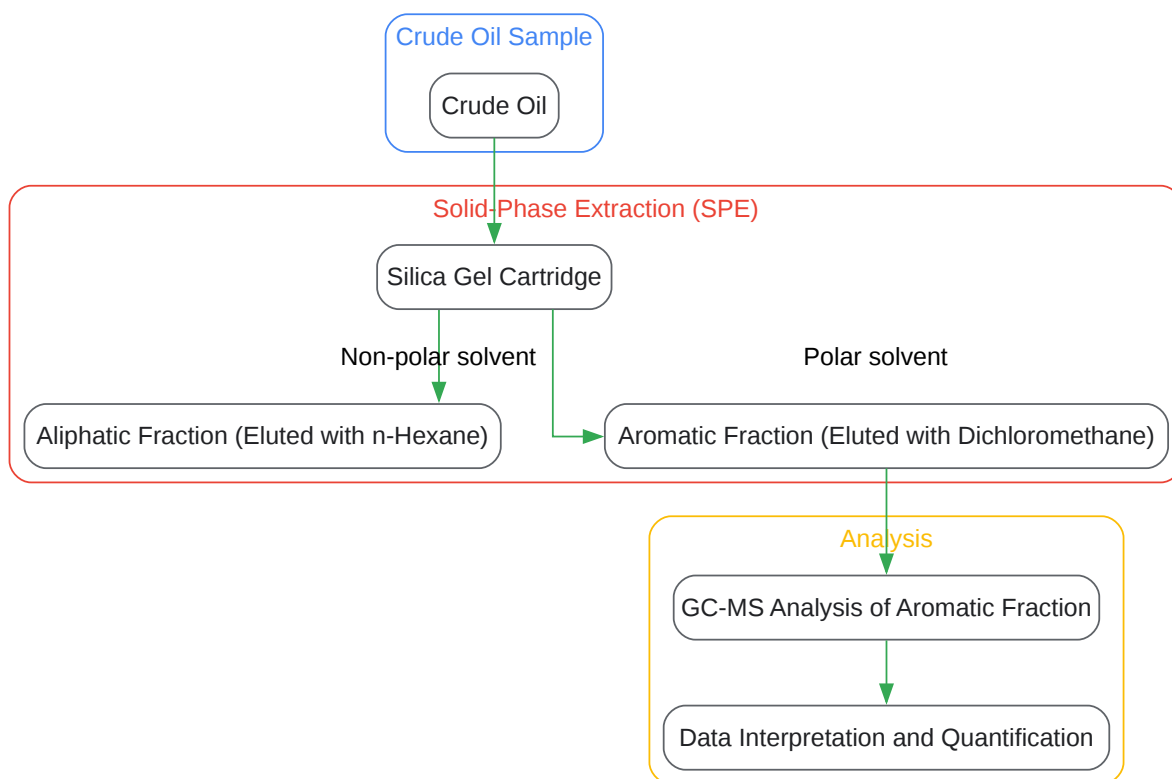 Crude Oil Sample
Crude Oil
Solid-Phase Extraction (SPE)
Silica Gel Cartridge
Non-polar solvent
Polar solvent
Aliphatic Fraction (Eluted with n-Hexane)
Aromatic Fraction (Eluted with Dichloromethane)
Analysis
GC-MS Analysis of Aromatic Fraction
Data Interpretation and Quantification